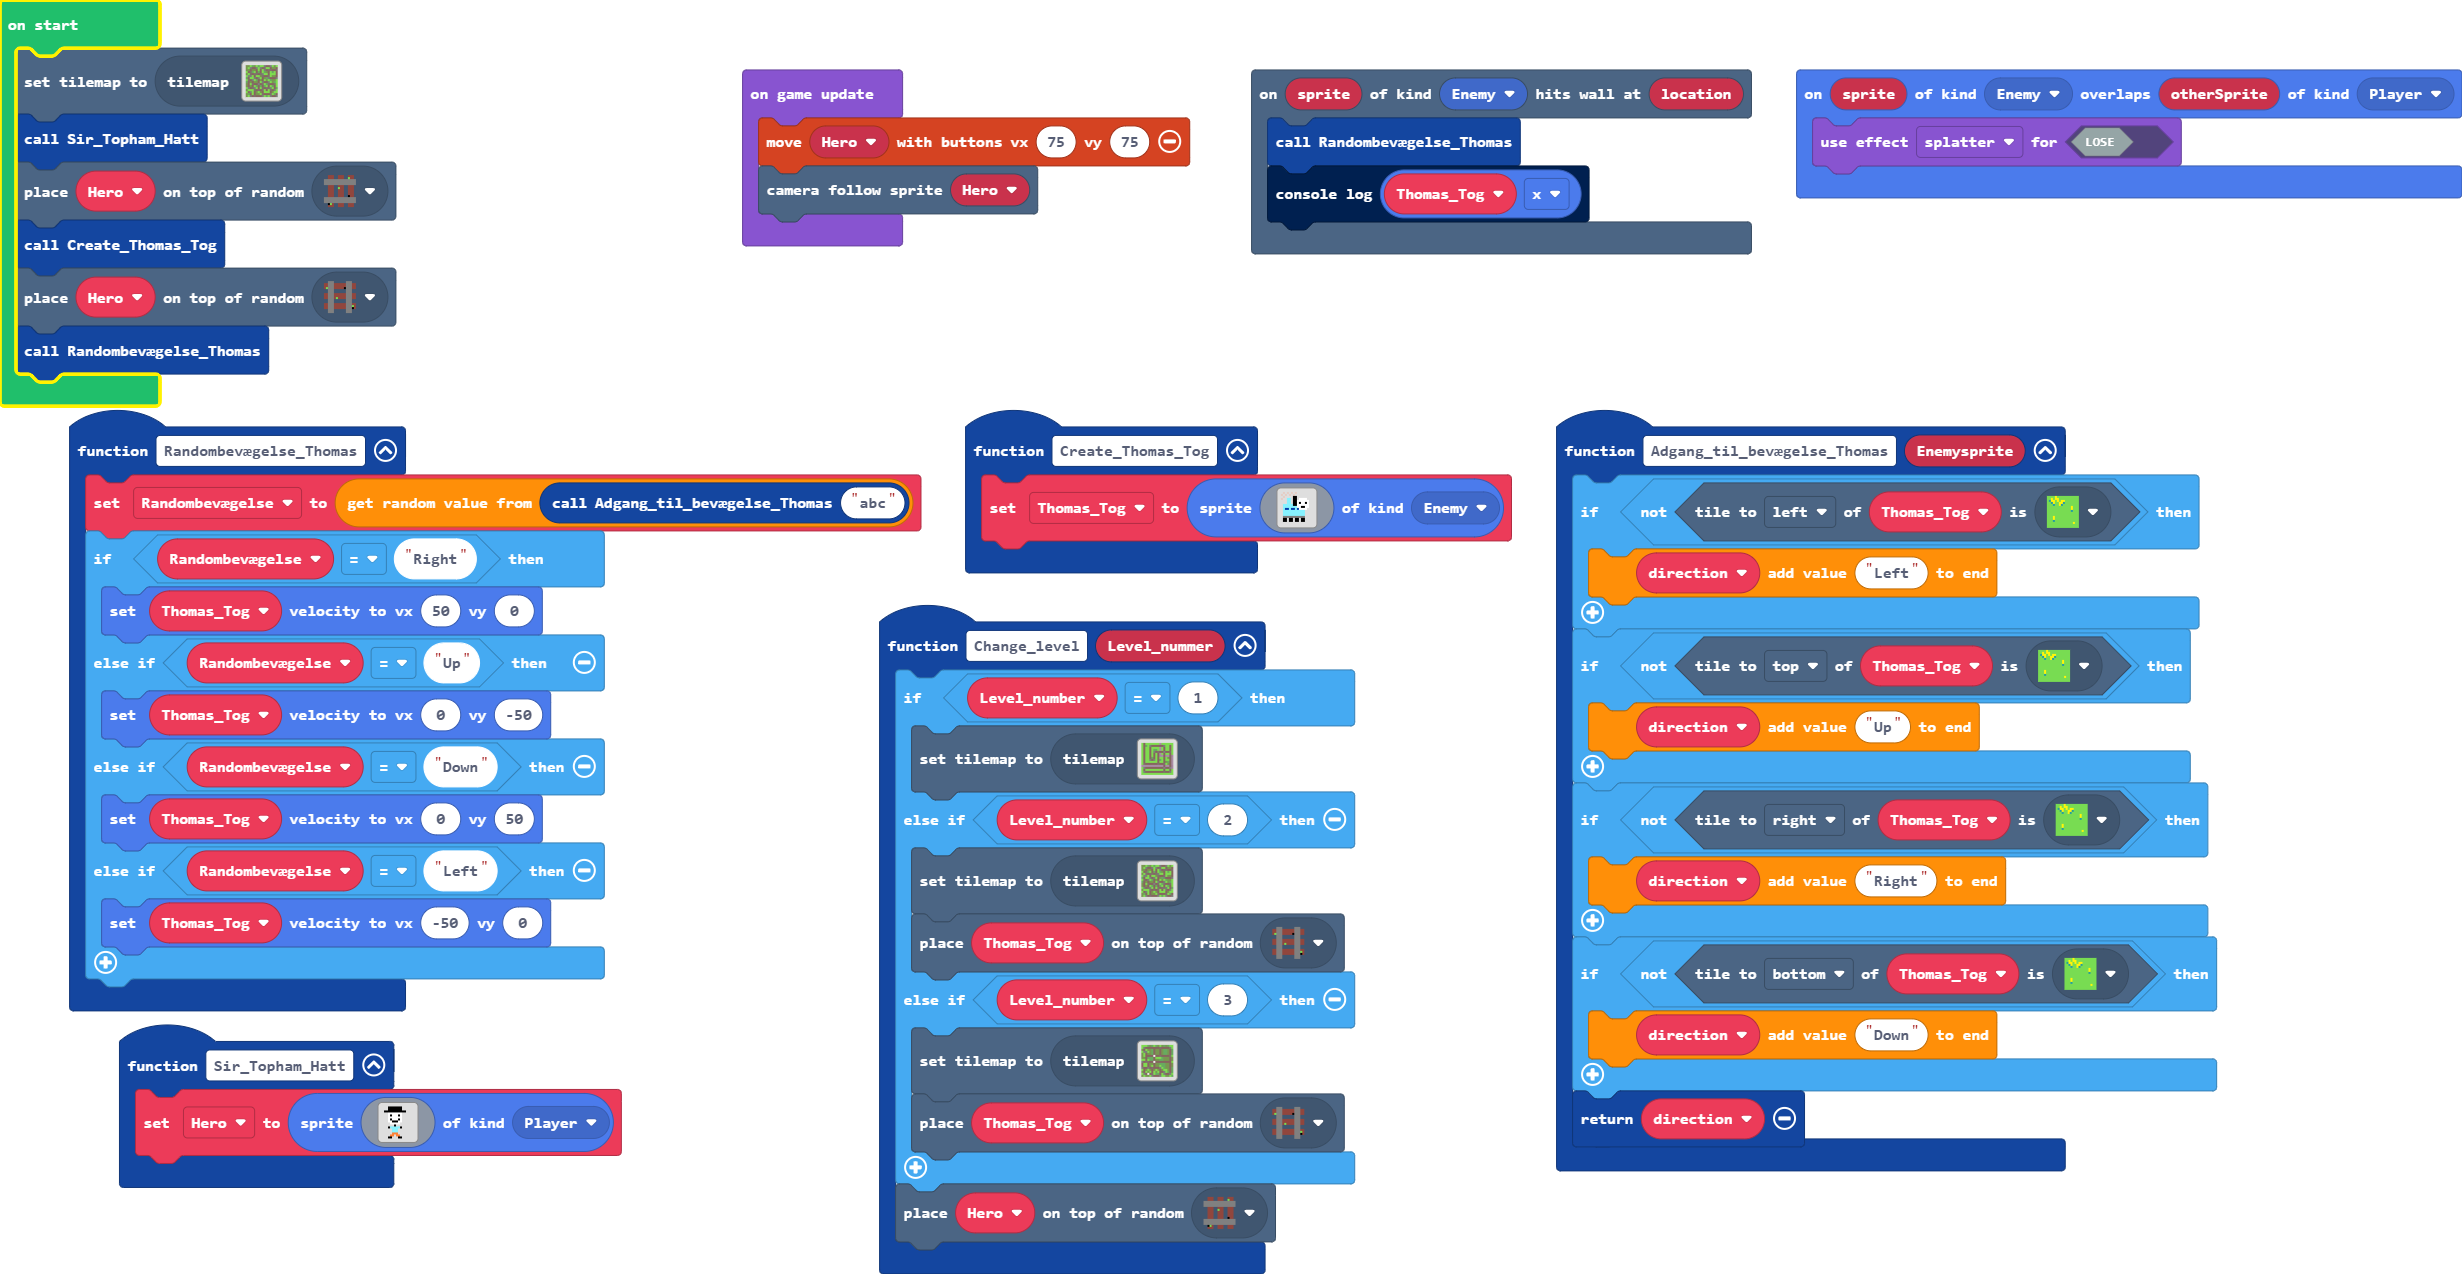 on start
set tilemap to tilemap
call Sir_Topham_Hatt
place Hero on top of random
call Create_Thomas_Tog
place Hero on top of random
call Randombevægelse_Thomas
on game update
move Hero with buttons vx 75 vy 75
camera follow sprite Hero
on sprite of kind Enemy hits wall at location
call Randombevægelse_Thomas
console log Thomas_Tog x
on sprite of kind Enemy overlaps otherSprite of kind Player
use effect splatter for LOSE
function Randombevægelse_Thomas
set Randombevægelse to get random value from call Adgang_til_bevægelse_Thomas "abc"
if Randombevægelse = "Right" then
set Thomas_Tog velocity to vx 50 vy 0
else if Randombevægelse = "Up" then
set Thomas_Tog velocity to vx 0 vy -50
else if Randombevægelse = "Down" then
set Thomas_Tog velocity to vx 0 vy 50
else if Randombevægelse = "Left" then
set Thomas_Tog velocity to vx -50 vy 0
function Sir_Topham_Hatt
set Hero to sprite of kind Player
function Create_Thomas_Tog
set Thomas_Tog to sprite of kind Enemy
function Change_level Level_nummer
if Level_number = 1 then
set tilemap to tilemap
else if Level_number = 2 then
set tilemap to tilemap
place Thomas_Tog on top of random
else if Level_number = 3 then
set tilemap to tilemap
place Thomas_Tog on top of random
place Hero on top of random
function Adgang_til_bevægelse_Thomas Enemysprite
if not tile to left of Thomas_Tog is then
direction add value "Left" to end
if not tile to top of Thomas_Tog is then
direction add value "Up" to end
if not tile to right of Thomas_Tog is then
direction add value "Right" to end
if not tile to bottom of Thomas_Tog is then
direction add value "Down" to end
return direction